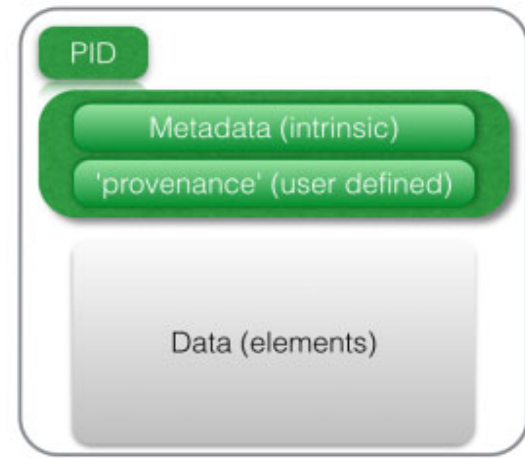 PID
Metadata (intrinsic)
'provenance' (user defined)
Data (elements)